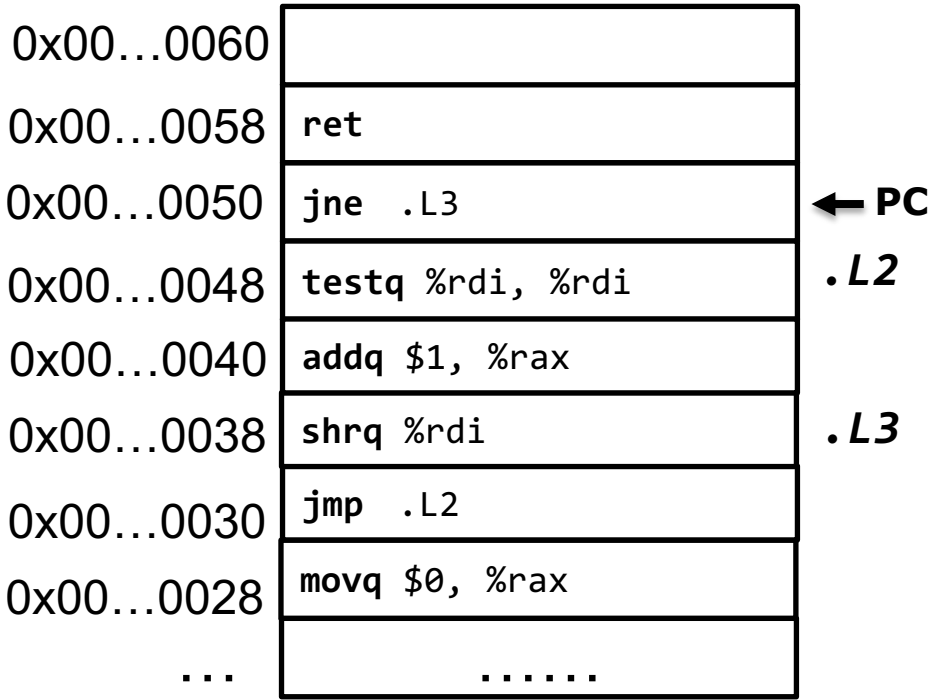 0x00…0060
0x00…0058 ret
0x00…0050 jne .L3 PC
0x00…0048 testq %rdi, %rdi .L2
0x00…0040 addq $1, %rax
0x00…0038 shrq %rdi .L3
0x00…0030 jmp .L2
0x00…0028 movq $0, %rax
... ......